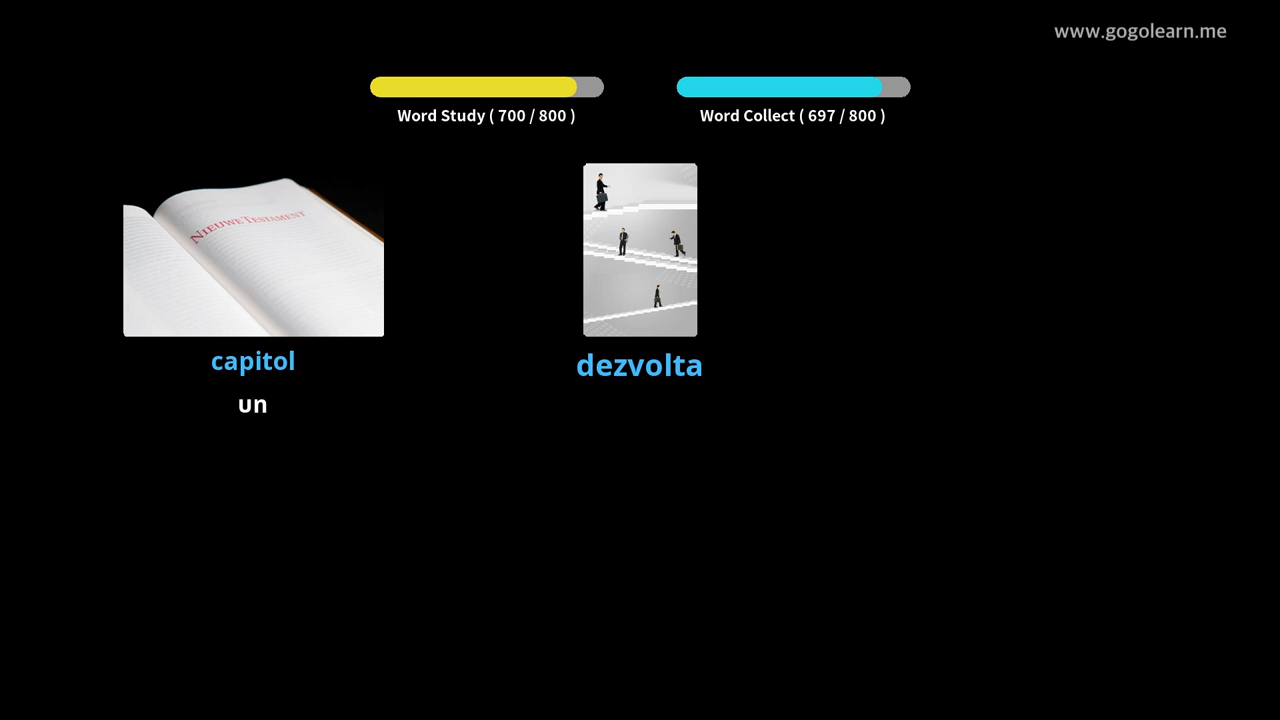 www.gogolearn.me
Word Study ( 700 / 800 )
Word Collect ( 697 / 800 )
NIEUWE TESTAMENT
capitol
un
dezvolta